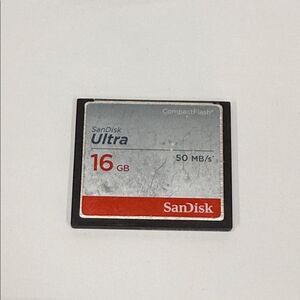 CompactFlash®
SanDisk
Ultra
16 GB
50 MB/s*
SanDisk